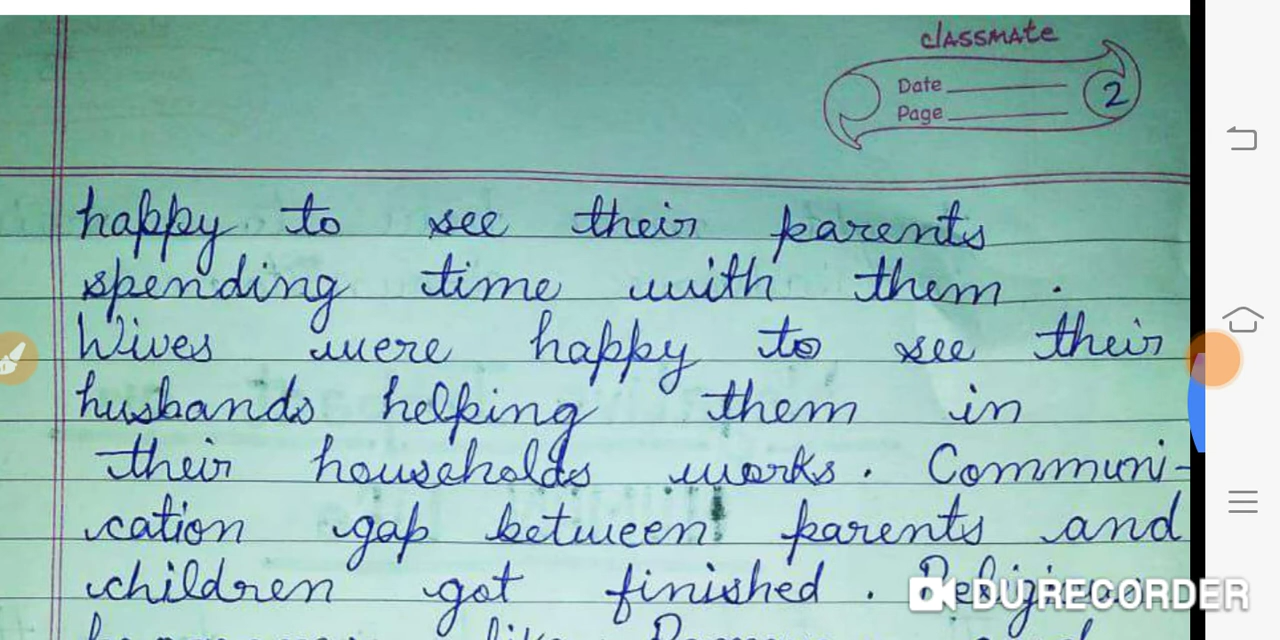 classmate
Date
Page
2
happy to see their parents
spending time with them .
Wives were happy to see their
husbands helping them in
their households works . Communi-
cation gap between parents and
children got finished .
DU RECORDER